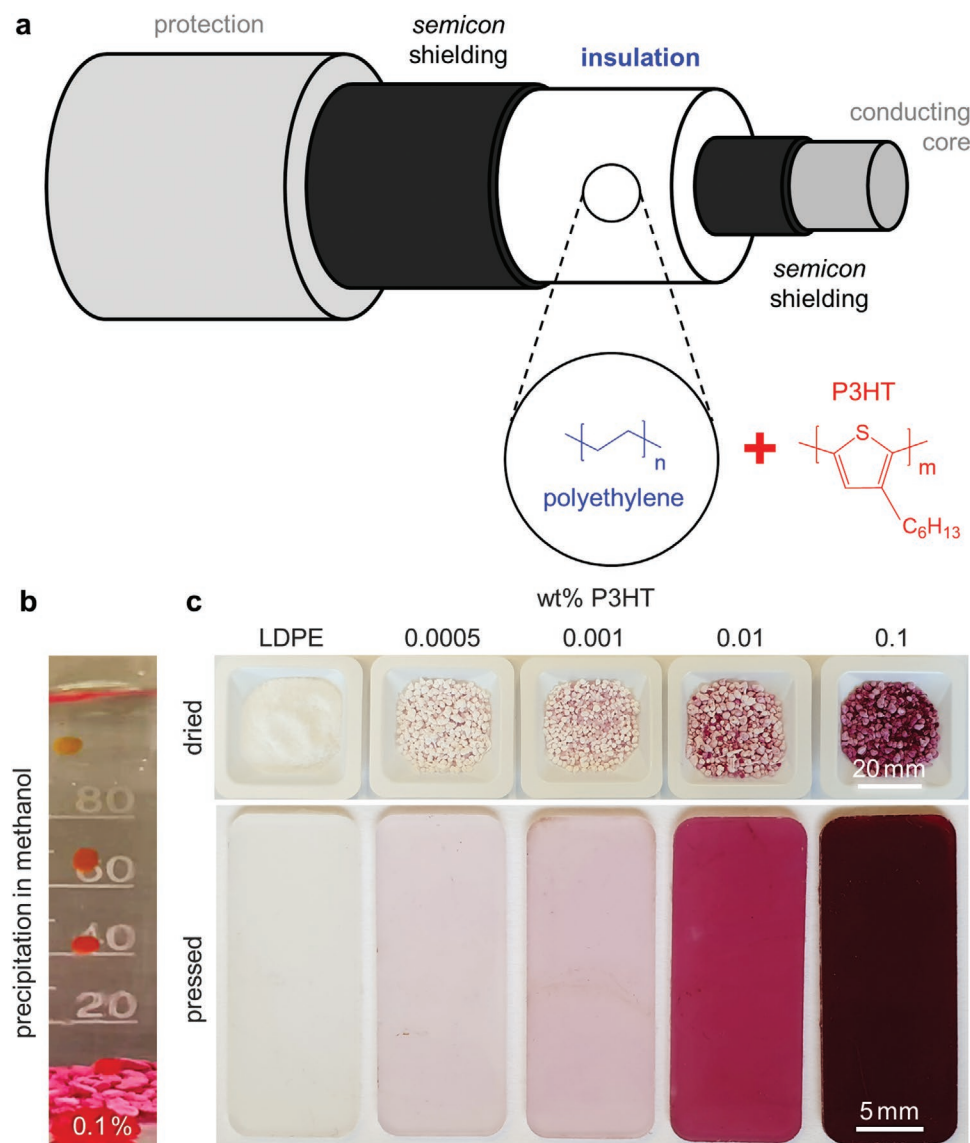 a
protection
semicon
shielding
insulation
conducting
core
semicon
shielding
n
polyethylene
P3HT
S
m
C₆H₁₃
b
precipitation in methanol
80
60
40
20
0.1%
c
wt% P3HT
LDPE 0.0005 0.001 0.01 0.1
dried
20 mm
pressed
5 mm